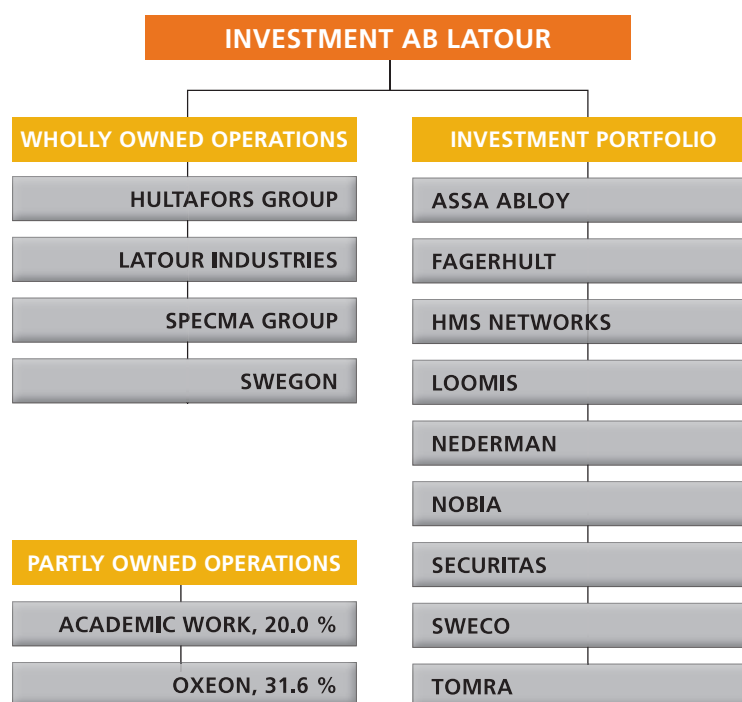 INVESTMENT AB LATOUR
WHOLLY OWNED OPERATIONS
HULTAFORS GROUP
LATOUR INDUSTRIES
SPECMA GROUP
SWEGON
PARTLY OWNED OPERATIONS
ACADEMIC WORK, 20.0 %
OXEON, 31.6 %
INVESTMENT PORTFOLIO
ASSA ABLOY
FAGERHULT
HMS NETWORKS
LOOMIS
NEDERMAN
NOBIA
SECURITAS
SWECO
TOMRA